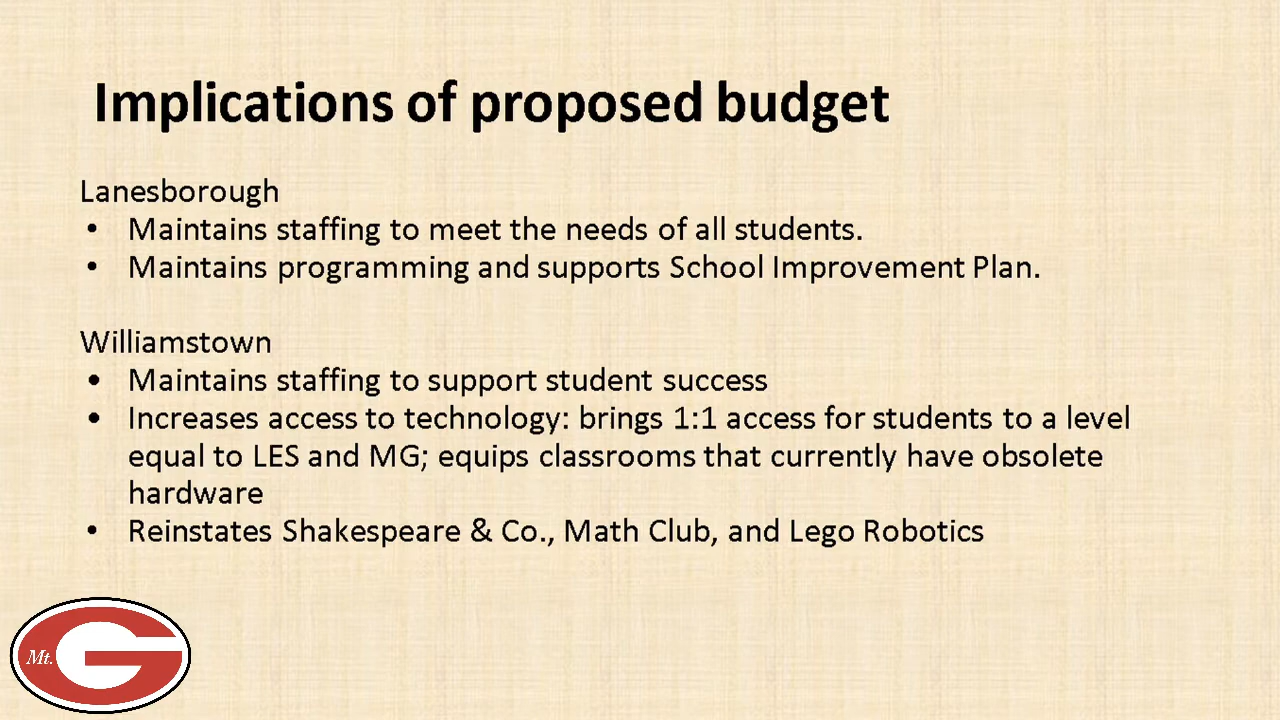 Implications of proposed budget
Lanesborough
• Maintains staffing to meet the needs of all students.
• Maintains programming and supports School Improvement Plan.
Williamstown
• Maintains staffing to support student success
• Increases access to technology: brings 1:1 access for students to a level
equal to LES and MG; equips classrooms that currently have obsolete
hardware
• Reinstates Shakespeare & Co., Math Club, and Lego Robotics
Mt. G